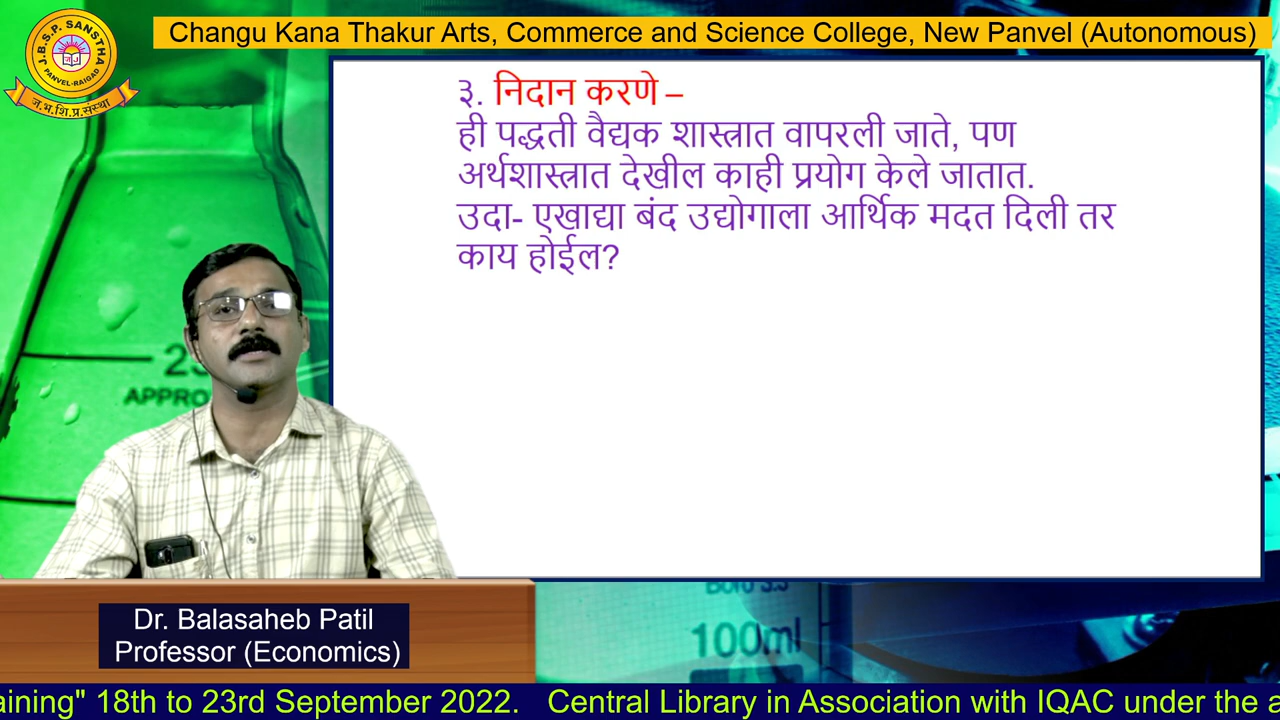 J. B. S. P. SANSTHA
PANVEL-RAIGAD
ज.भ.शि.प्र.संस्था
Changu Kana Thakur Arts, Commerce and Science College, New Panvel (Autonomous)
३. निदान करणे –
ही पद्धती वैद्यक शास्त्रात वापरली जाते, पण
अर्थशास्त्रात देखील काही प्रयोग केले जातात.
उदा- एखाद्या बंद उद्योगाला आर्थिक मदत दिली तर
काय होईल?
Dr. Balasaheb Patil
Professor (Economics)
100ml
aining" 18th to 23rd September 2022. Central Library in Association with IQAC under the a